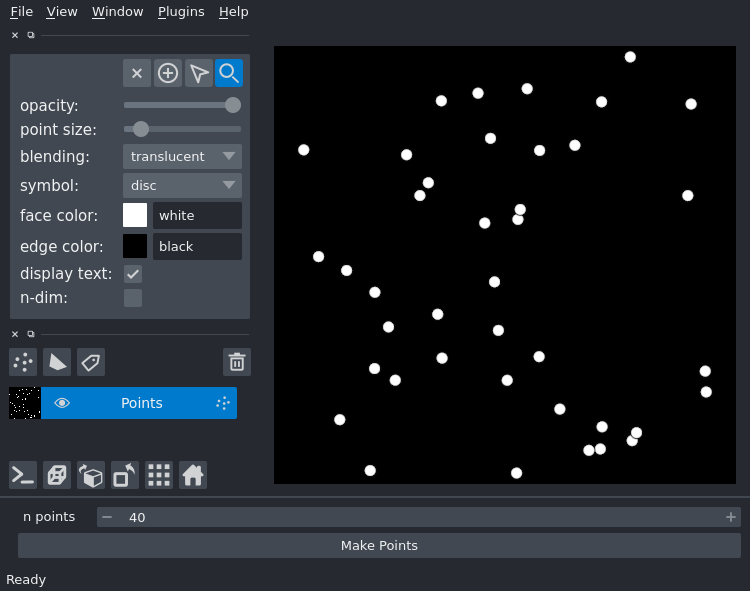 File View Window Plugins Help
opacity:
point size:
blending: translucent
symbol: disc
face color: white
edge color: black
display text:
n-dim:
Points
n points 40
Make Points
Ready